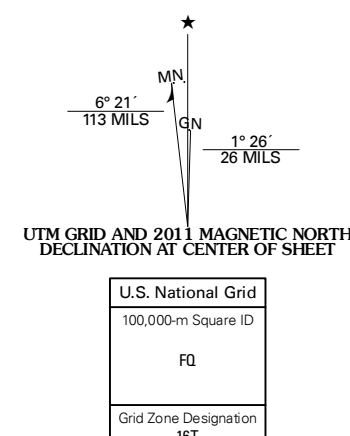 ★
MN.
6° 21´
113 MILS
GN
1° 26´
26 MILS
UTM GRID AND 2011 MAGNETIC NORTH
DECLINATION AT CENTER OF SHEET
U.S. National Grid
100,000-m Square ID
FQ
Grid Zone Designation
16T